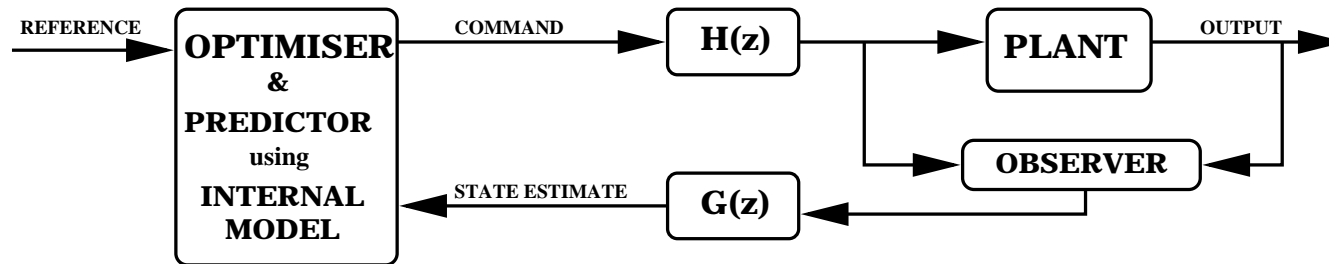 REFERENCE
OPTIMISER
&
PREDICTOR
using
INTERNAL
MODEL
COMMAND
H(z)
PLANT
OUTPUT
OBSERVER
STATE ESTIMATE
G(z)